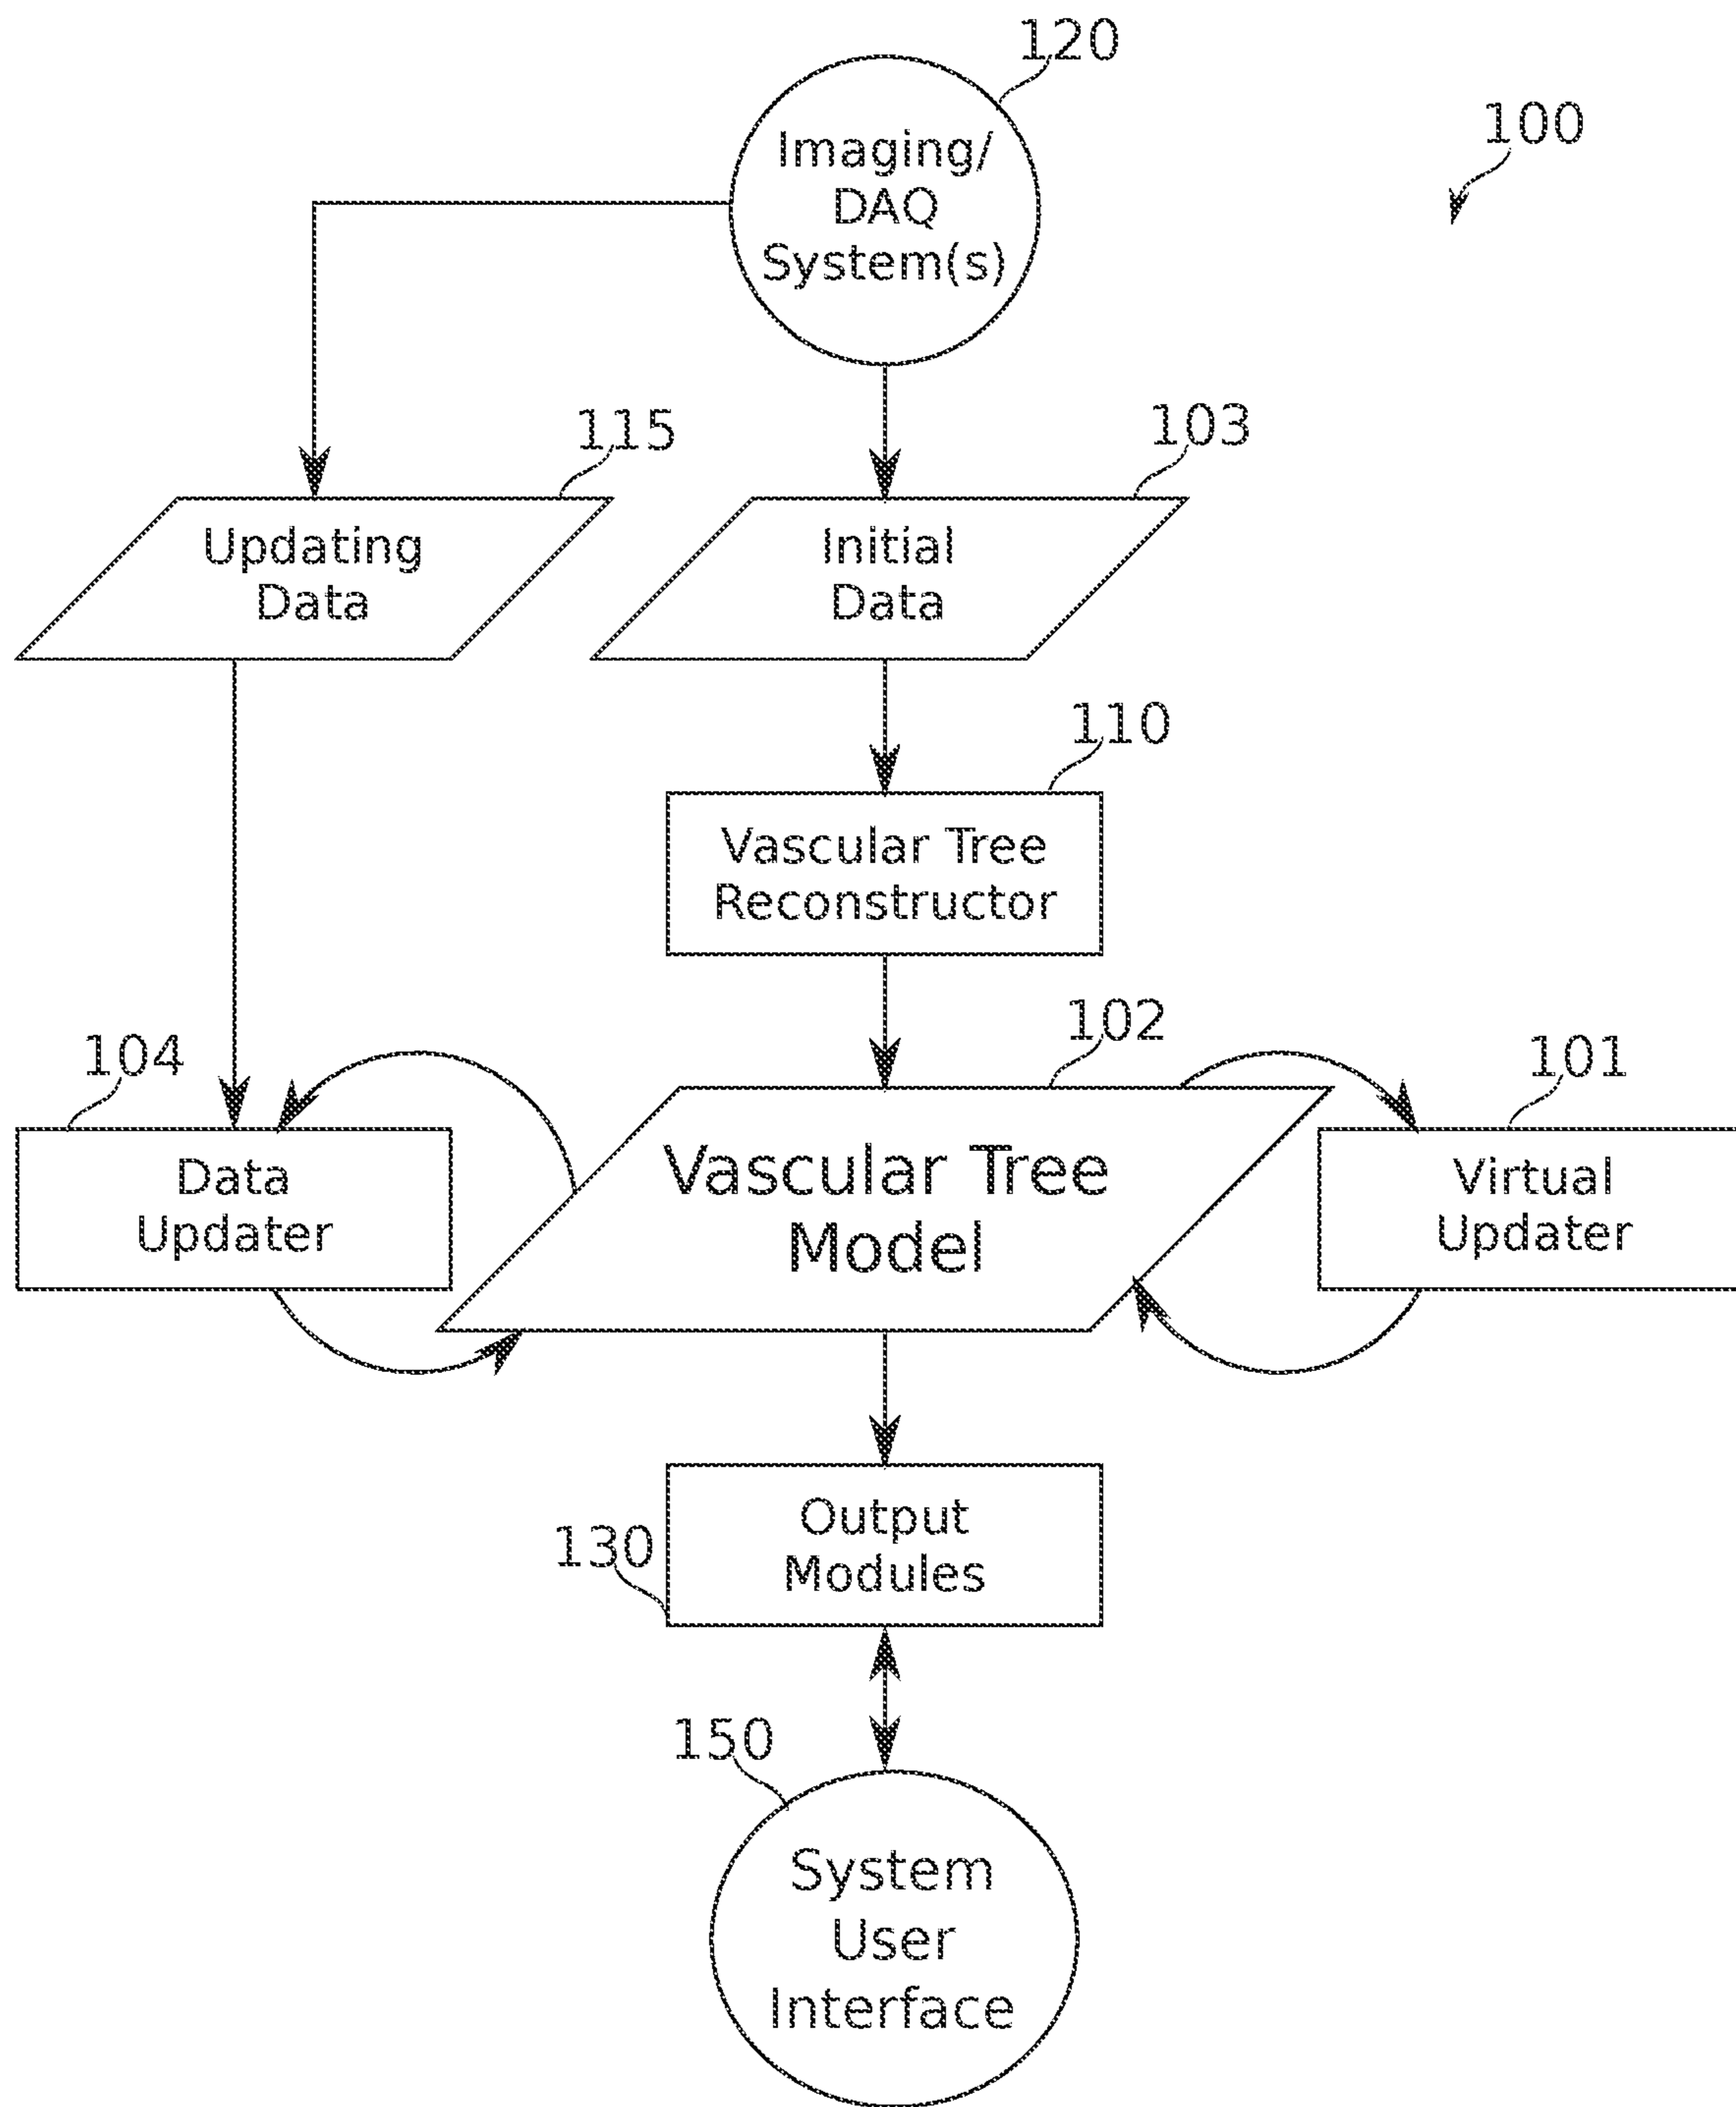 120
100
Imaging/
DAQ
System(s)
115
103
Updating
Data
Initial
Data
110
Vascular Tree
Reconstructor
104
102
101
Data
Updater
Vascular Tree
Model
Virtual
Updater
130
Output
Modules
150
System
User
Interface